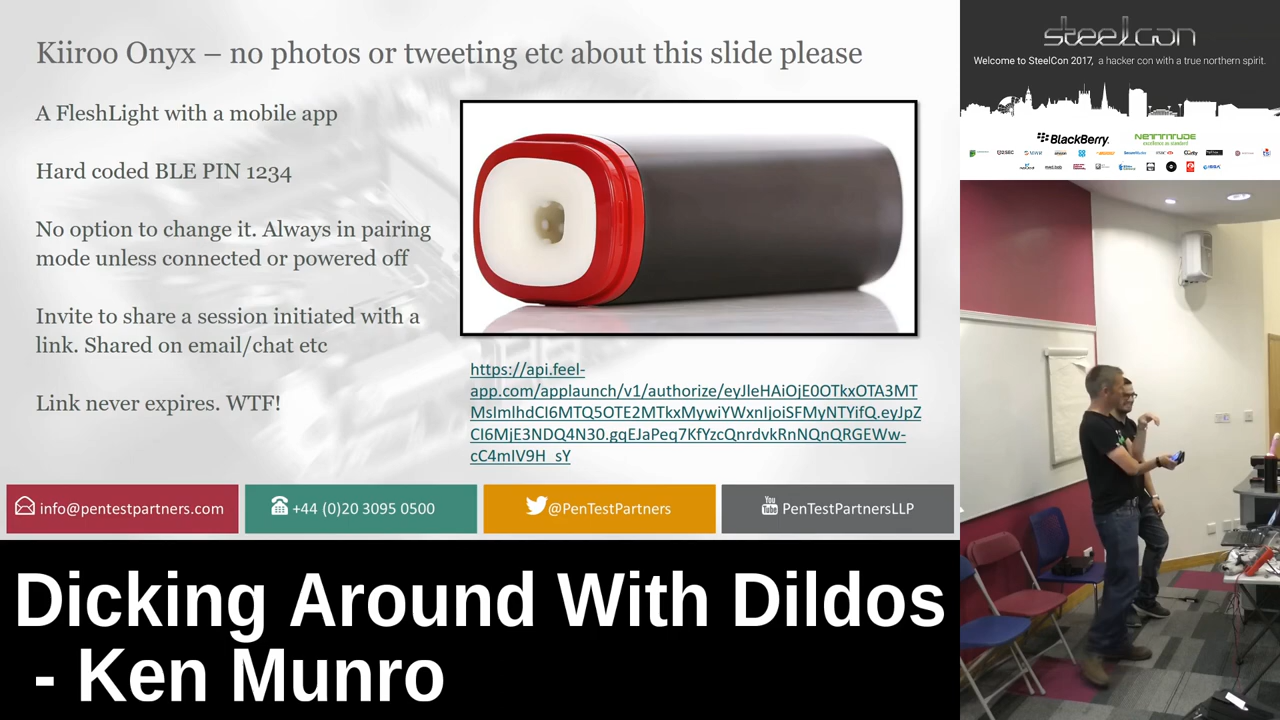 Kiiroo Onyx – no photos or tweeting etc about this slide please
A FleshLight with a mobile app
Hard coded BLE PIN 1234
No option to change it. Always in pairing
mode unless connected or powered off
Invite to share a session initiated with a
link. Shared on email/chat etc
Link never expires. WTF!
https://api.feel-
app.com/applaunch/v1/authorize/eyJleHAiOjE0OTkxOTA3MT
MsImlhdCI6MTQ5OTE2MTkxMywiYWxnIjoiSFMyNTYifQ.eyJpZ
CI6MjE3NDQ4N30.gqEJaPeq7KfYzcQnrdvkRnNQnQRGEWw-
cC4mIV9H_sY
info@pentestpartners.com
+44 (0)20 3095 0500
@PenTestPartners
You Tube PenTestPartnersLLP
steelcon
Welcome to SteelCon 2017, a hacker con with a true northern spirit.
BlackBerry
NETTITUDE
Dicking Around With Dildos
- Ken Munro